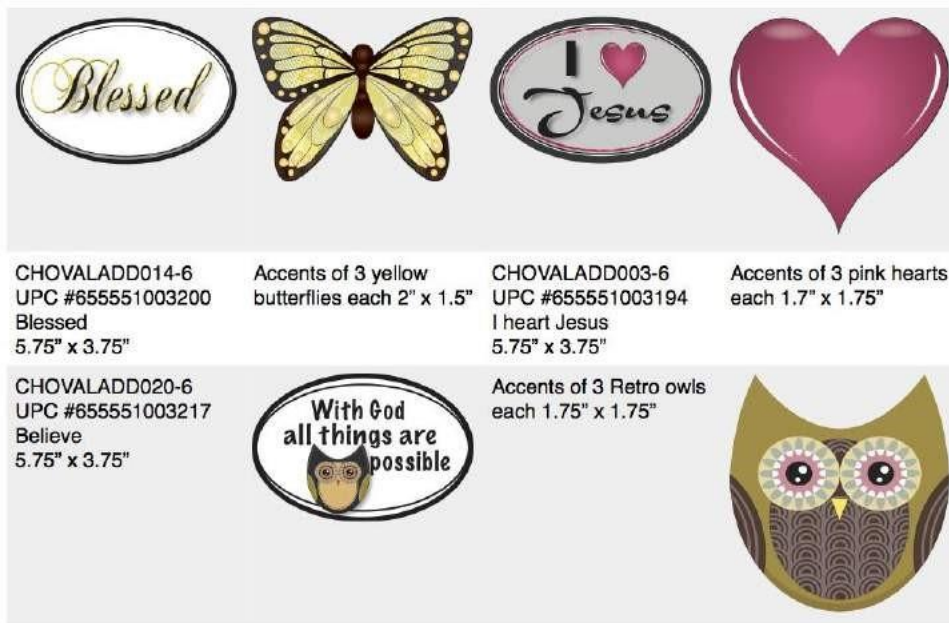 Blessed
I
Jesus
CHOVALADD014-6
UPC #655551003200
Blessed
5.75” x 3.75”
Accents of 3 yellow
butterflies each 2” x 1.5”
CHOVALADD003-6
UPC #655551003194
I heart Jesus
5.75” x 3.75”
Accents of 3 pink hearts
each 1.7” x 1.75”
CHOVALADD020-6
UPC #655551003217
Believe
5.75” x 3.75”
With God
all things are
possible
Accents of 3 Retro owls
each 1.75” x 1.75”